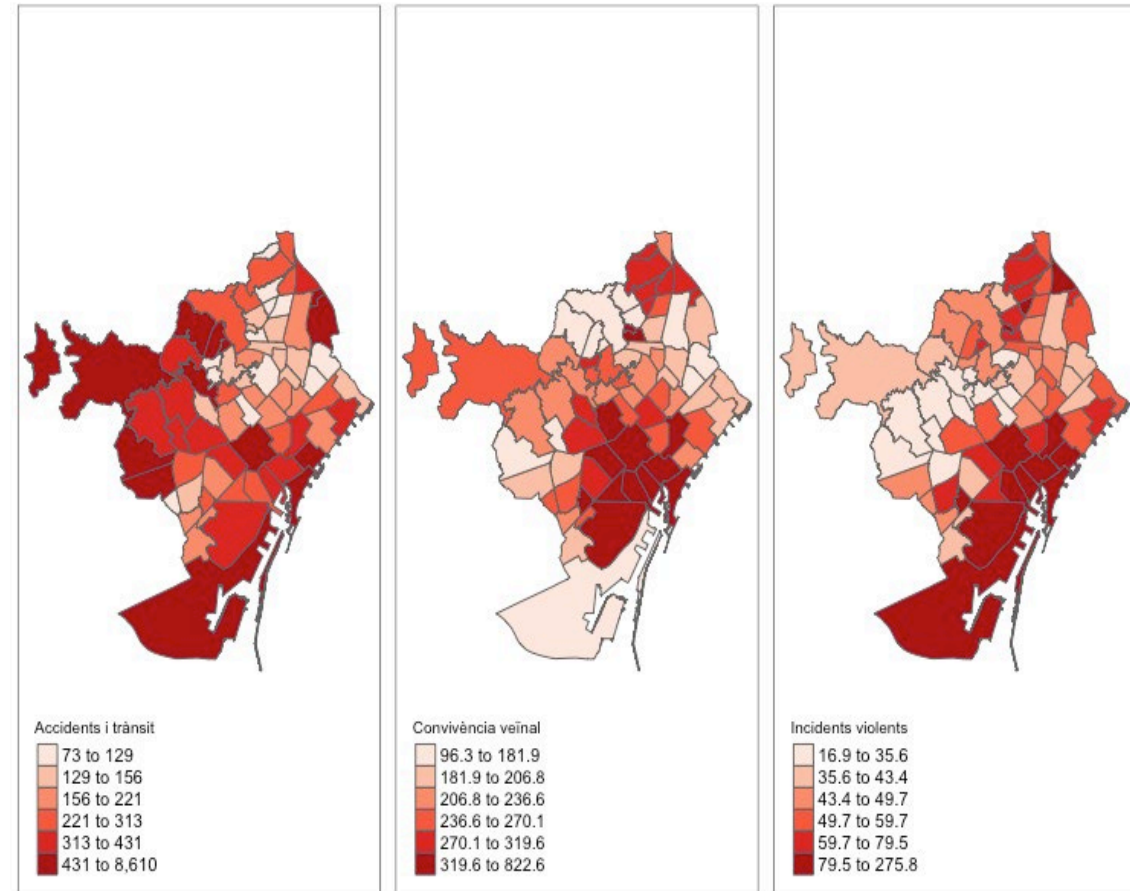 Accidents i trànsit
73 to 129
129 to 156
156 to 221
221 to 313
313 to 431
431 to 8,610
Convivència veïnal
96.3 to 181.9
181.9 to 206.8
206.8 to 236.6
236.6 to 270.1
270.1 to 319.6
319.6 to 822.6
Incidents violents
16.9 to 35.6
35.6 to 43.4
43.4 to 49.7
49.7 to 59.7
59.7 to 79.5
79.5 to 275.8